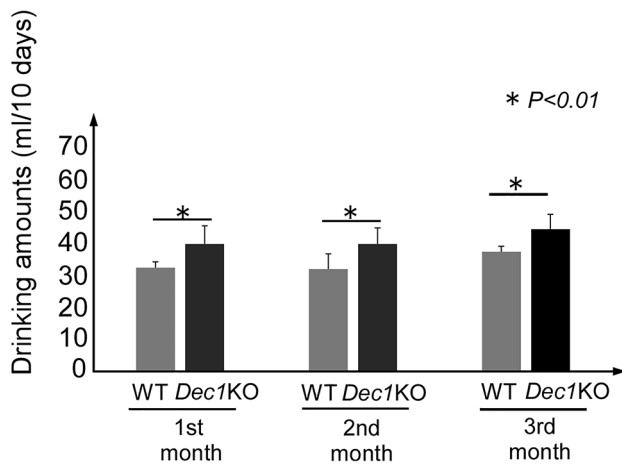 Drinking amounts (ml/10 days)
* P<0.01
70
60
50
40
30
20
10
0
*
*
*
WT Dec1KO
WT Dec1KO
WT Dec1KO
1st
month
2nd
month
3rd
month